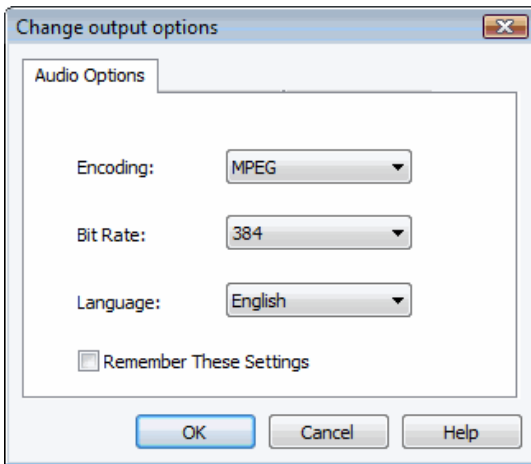 Change output options
Audio Options
Encoding: MPEG
Bit Rate: 384
Language: English
Remember These Settings
OK Cancel Help